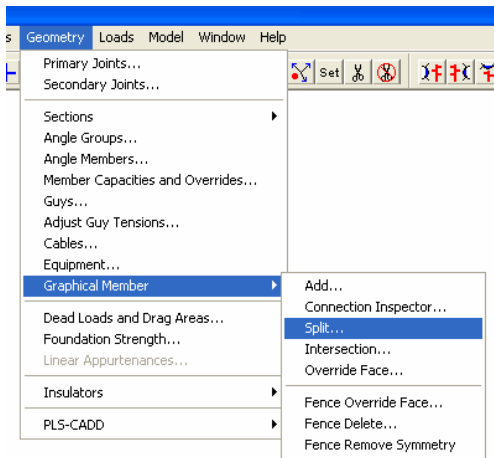 s Geometry Loads Model Window Help
Set
Primary Joints...
Secondary Joints...
Sections
Angle Groups...
Angle Members...
Member Capacities and Overrides...
Guys...
Adjust Guy Tensions...
Cables...
Equipment...
Graphical Member
Dead Loads and Drag Areas...
Foundation Strength...
Linear Appurtenances...
Insulators
PLS-CADD
Add...
Connection Inspector...
Split...
Intersection...
Override Face...
Fence Override Face...
Fence Delete...
Fence Remove Symmetry